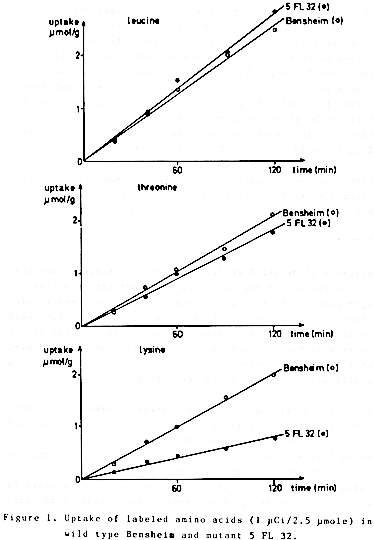 uptake
µmol/g
leucine
5 FL 32 (•)
Bensheim (o)
2
1
0
60
120
time (min)
uptake
µmol/g
threonine
Bensheim (o)
5 FL 32 (•)
2
1
0
60
120
time (min)
uptake
µmol/g
lysine
Bensheim (o)
5 FL 32 (•)
2
1
0
60
120
time (min)
Figure 1. Uptake of labeled amino acids (1 µCi/2.5 µmole) in
wild type Bensheim and mutant 5 FL 32.